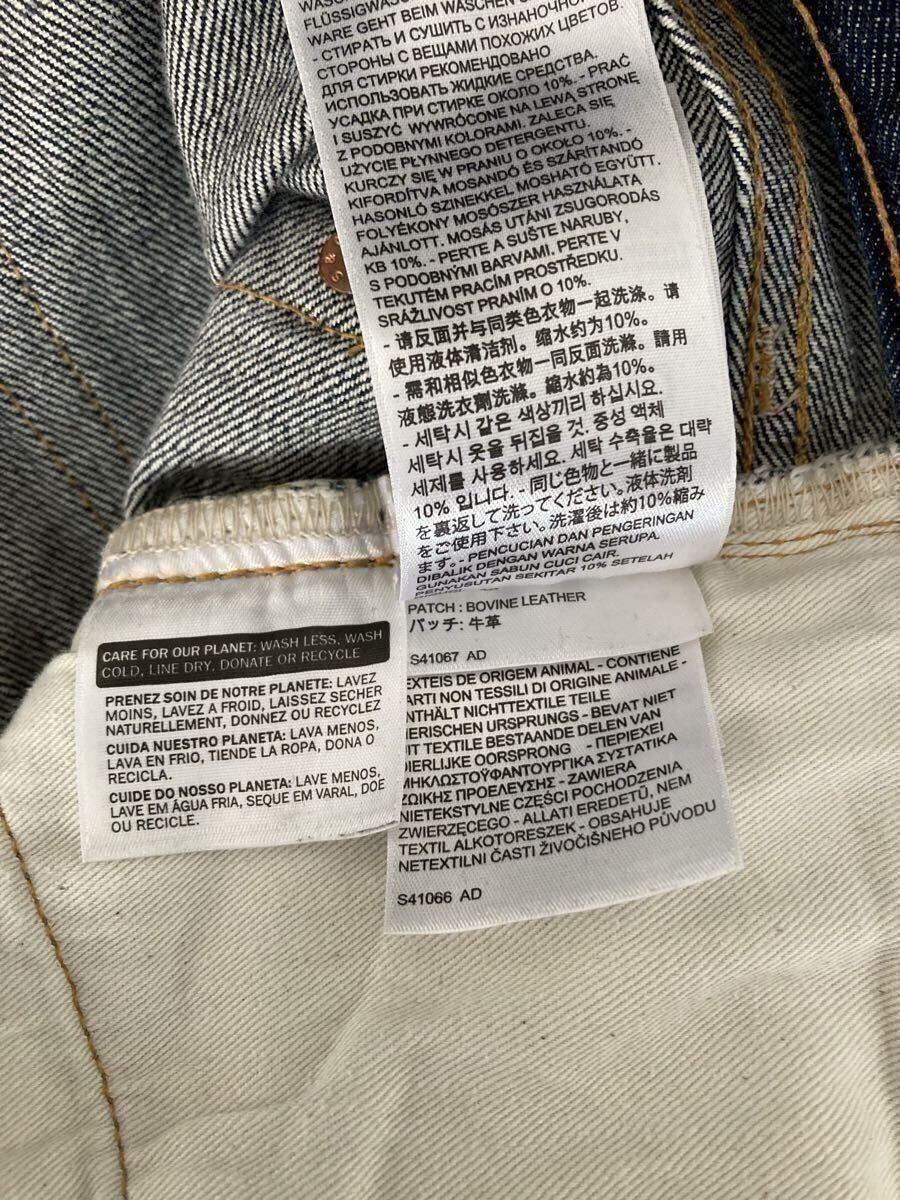 FLÜSSIGWAS
WARE GEHT BEIM WASCHEN
- СТИРАТЬ И СУШИТЬ С ИЗНАНОЧНОЙ
СТОРОНЫ С ВЕЩАМИ ПОХОЖИХ ЦВЕТОВ
ДЛЯ СТИРКИ РЕКОМЕНДОВАНО
ИСПОЛЬЗОВАТЬ ЖИДКИЕ СРЕДСТВА.
УСАДКА ПРИ СТИРКЕ ОКОЛО 10%. - PRAĆ
I SUSZYĆ WYWRÓCONE NA LEWĄ STRONĘ
Z PODOBNYMI KOLORAMI. ZALECA SIĘ
UŻYCIE PŁYNNEGO DETERGENTU.
KURCZY SIĘ W PRANIU O OKOŁO 10%. -
KIFORDÍTVA MOSANDÓ ÉS SZÁRÍTANDÓ
HASONLÓ SZINEKKEL MOSHATÓ EGYÜTT.
FOLYÉKONY MOSÓSZER HASZNÁLATA
AJÁNLOTT. MOSÁS UTÁNI ZSUGORODÁS
KB 10%. - PERTE A SUŠTE NARUBY,
S PODOBNÝMI BARVAMI. PERTE V
TEKUTÉM PRACÍM PROSTŘEDKU.
SRÁŽLIVOST PRANÍM O 10%.
- 请反面并与同类色衣物一起洗涤。请
使用液体清洁剂。缩水约为10%。
- 需和相似色衣物一同反面洗滌。請用
液態洗衣劑洗滌。縮水約為10%。
- 세탁시 같은 색상끼리 하십시요.
세탁시 옷을 뒤집을 것. 중성 액체
세제를 사용하세요. 세탁 수축율은 대략
10% 입니다. - 同じ色物と一緒に製品
を裏返して洗ってください。液体洗剤
をご使用下さい。洗濯後は約10%縮み
ます。- PENCUCIAN DAN PENGERINGAN
DIBALIK DENGAN WARNA SERUPA.
GUNAKAN SABUN CUCI CAIR.
PENYUSUTAN SEKITAR 10% SETELAH
PATCH : BOVINE LEATHER
パッチ: 牛革
S41067 AD
CARE FOR OUR PLANET: WASH LESS, WASH
COLD, LINE DRY, DONATE OR RECYCLE
PRENEZ SOIN DE NOTRE PLANETE: LAVEZ
MOINS, LAVEZ A FROID, LAISSEZ SECHER
NATURELLEMENT, DONNEZ OU RECYCLEZ
CUIDA NUESTRO PLANETA: LAVA MENOS,
LAVA EN FRIO, TIENDE LA ROPA, DONA O
RECICLA.
CUIDE DO NOSSO PLANETA: LAVE MENOS,
LAVE EM ÁGUA FRIA, SEQUE EM VARAL, DOE
OU RECICLE.
EXTEIS DE ORIGEM ANIMAL - CONTIENE
ARTI NON TESSILI DI ORIGINE ANIMALE -
NTHÄLT NICHTTEXTILE TEILE
IERISCHEN URSPRUNGS - BEVAT NIET
UIT TEXTILE BESTAANDE DELEN VAN
DIERLIJKE OORSPRONG - ΠΕΡΙΕΧΕΙ
ΜΗΚΛΩΣΤΟΫΦΑΝΤΟΥΡΓΙΚΑ ΣΥΣΤΑΤΙΚΑ
ΖΩΙΚΗΣ ΠΡΟΕΛΕΥΣΗΣ - ZAWIERA
NIETEKSTYLNE CZĘŚCI POCHODZENIA
ZWIERZĘCEGO - ALLATI EREDETŰ, NEM
TEXTIL ALKOTORESZEK - OBSAHUJE
NETEXTILNÍ ČASTI ŽIVOČIŠNEHO PŮVODU
S41066 AD